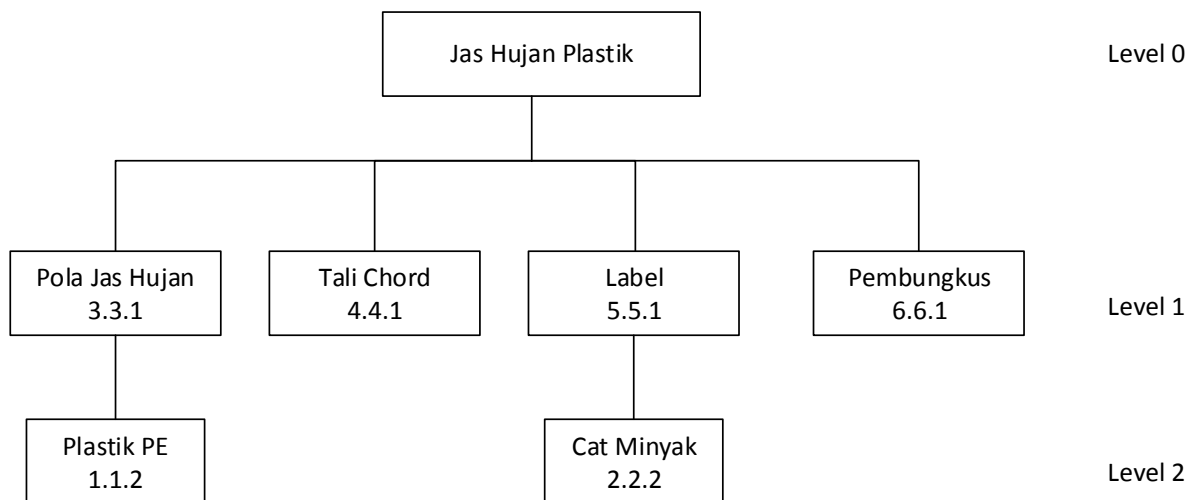 Jas Hujan Plastik
Level 0
Pola Jas Hujan
3.3.1
Tali Chord
4.4.1
Label
5.5.1
Pembungkus
6.6.1
Level 1
Plastik PE
1.1.2
Cat Minyak
2.2.2
Level 2